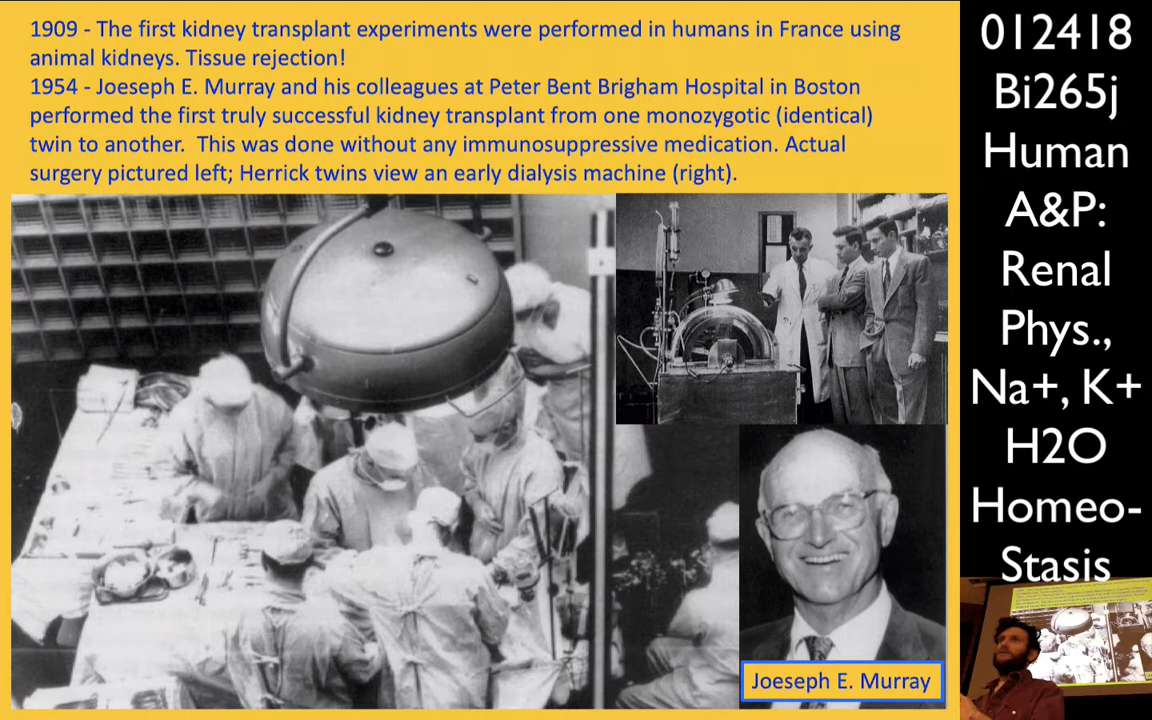 1909 - The first kidney transplant experiments were performed in humans in France using
animal kidneys. Tissue rejection!
1954 - Joeseph E. Murray and his colleagues at Peter Bent Brigham Hospital in Boston
performed the first truly successful kidney transplant from one monozygotic (identical)
twin to another.  This was done without any immunosuppressive medication. Actual
surgery pictured left; Herrick twins view an early dialysis machine (right).
Joeseph E. Murray
012418
Bi265j
Human
A&P:
Renal
Phys.,
Na+, K+
H2O
Homeo-
Stasis